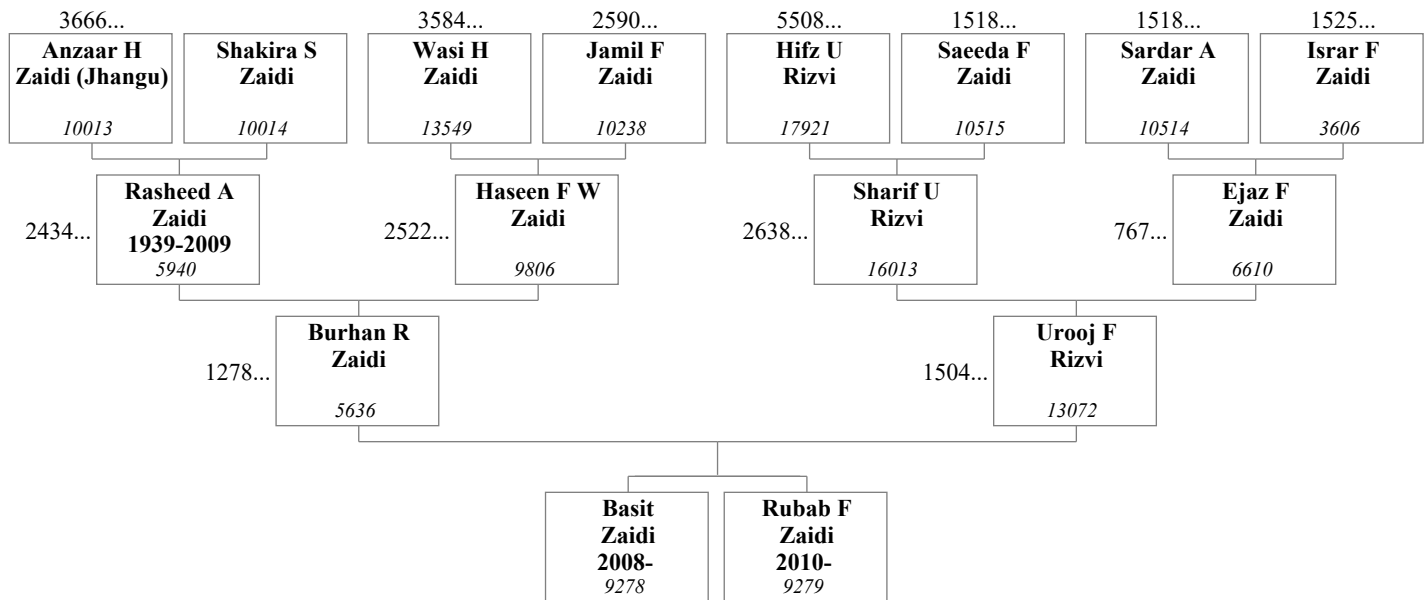 3666...
3584...
2590...
5508...
1518...
1518...
1525...
Anzaar H
Zaidi (Jhangu)
10013
Shakira S
Zaidi
10014
Wasi H
Zaidi
13549
Jamil F
Zaidi
10238
Hifz U
Rizvi
17921
Saeeda F
Zaidi
10515
Sardar A
Zaidi
10514
Israr F
Zaidi
3606
2434...
Rasheed A
Zaidi
1939-2009
5940
2522...
Haseen F W
Zaidi
9806
2638...
Sharif U
Rizvi
16013
767...
Ejaz F
Zaidi
6610
1278...
Burhan R
Zaidi
5636
1504...
Urooj F
Rizvi
13072
Basit
Zaidi
2008-
9278
Rubab F
Zaidi
2010-
9279